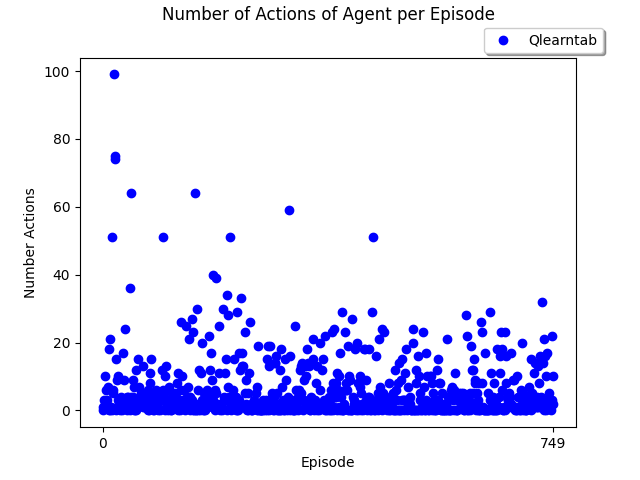 Number of Actions of Agent per Episode
Qlearntab
100
80
60
40
20
0
Number Actions
0
749
Episode